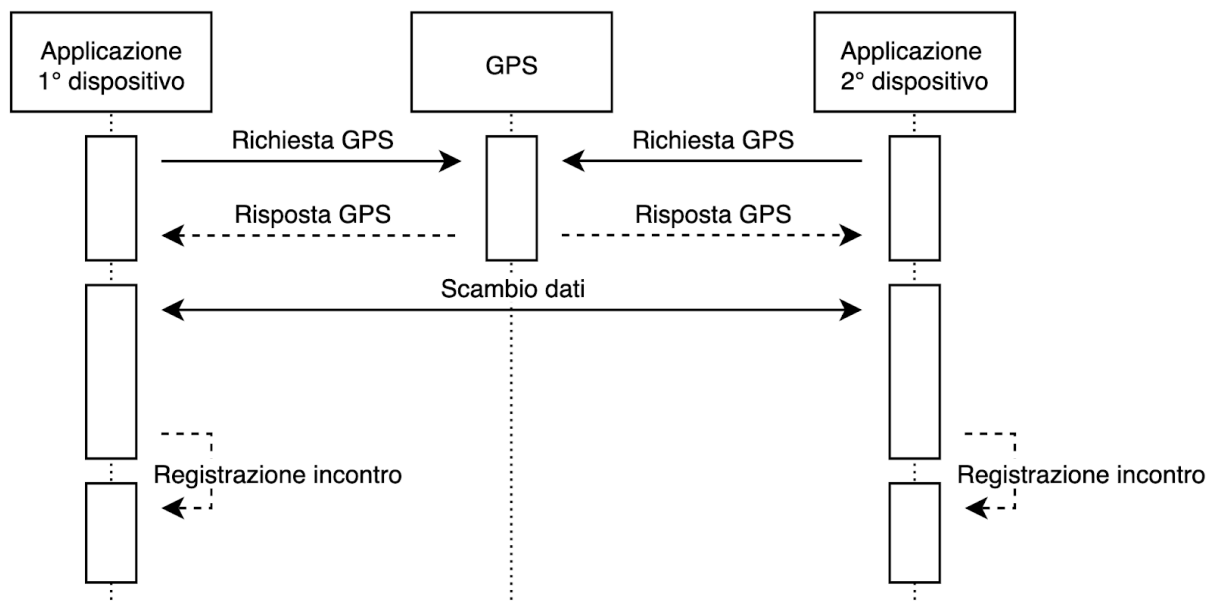 Applicazione
1° dispositivo
GPS
Applicazione
2° dispositivo
Richiesta GPS
Richiesta GPS
Risposta GPS
Risposta GPS
Scambio dati
Registrazione incontro
Registrazione incontro